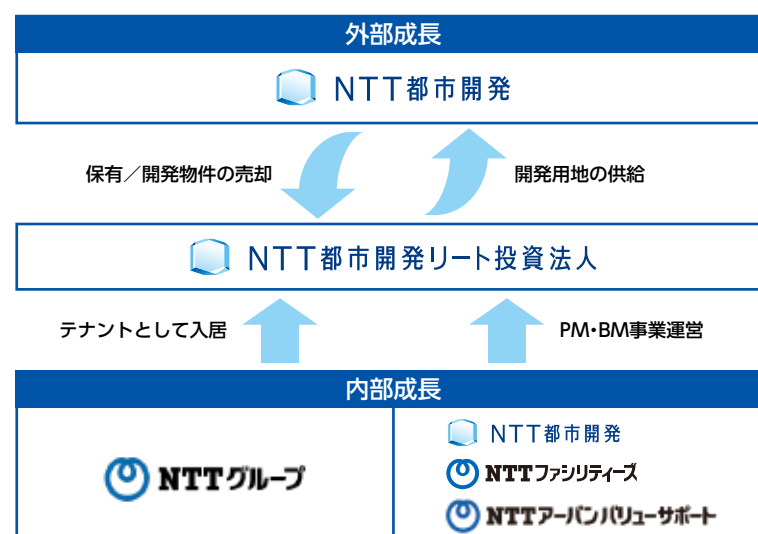 外部成長
NTT都市開発
保有／開発物件の売却
開発用地の供給
NTT都市開発リート投資法人
テナントとして入居
PM・BM事業運営
内部成長
NTTグループ
NTT都市開発
NTTファシリティーズ
NTTアーバンバリューサポート